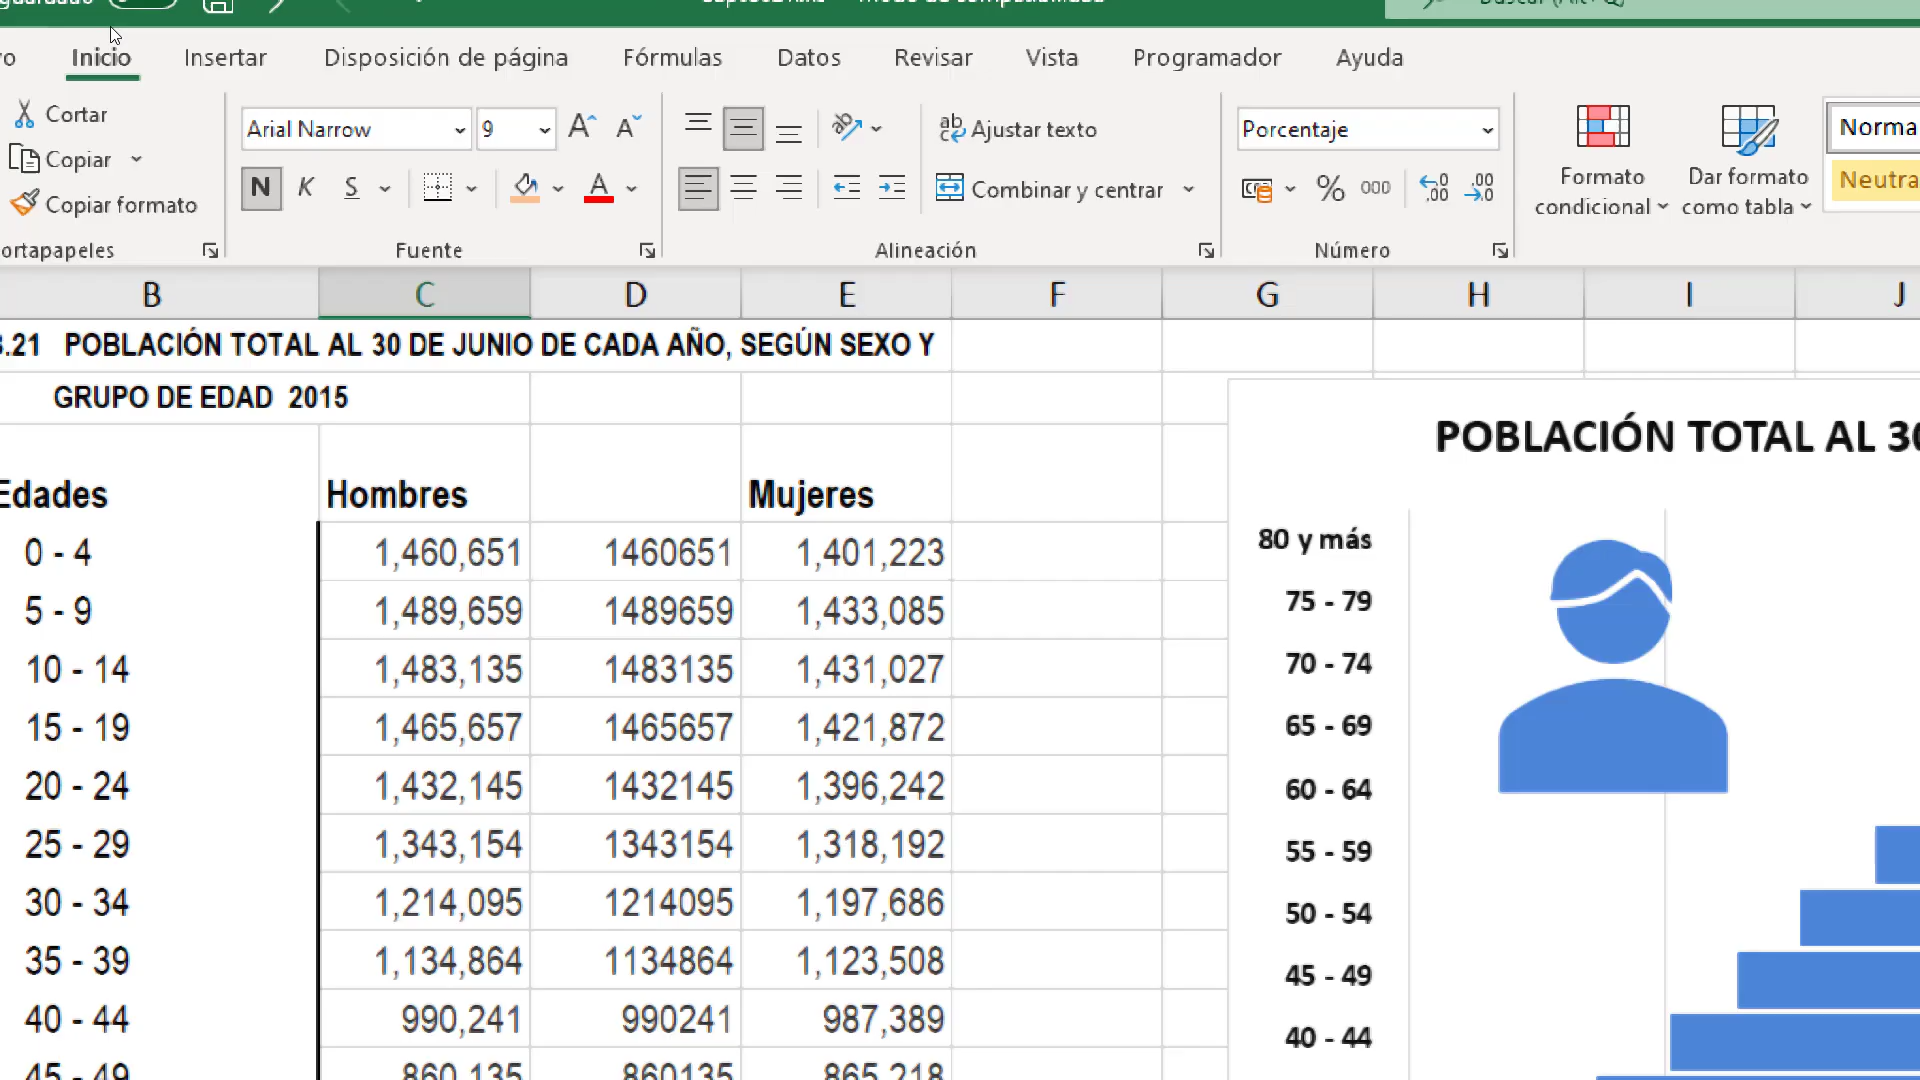 Inicio Insertar Disposición de página Fórmulas Datos Revisar Vista Programador Ayuda
Cortar
Copiar
Copiar formato
ortapapeles
Arial Narrow 9
N K S A
Fuente
Ajustar texto
Combinar y centrar
Alineación
Porcentaje
% 000
Número
Formato condicional
Dar formato como tabla
Norma
Neutra
B C D E F G H I J
3.21 POBLACIÓN TOTAL AL 30 DE JUNIO DE CADA AÑO, SEGÚN SEXO Y
GRUPO DE EDAD 2015
Edades Hombres Mujeres
0 - 4 1,460,651 1460651 1,401,223
5 - 9 1,489,659 1489659 1,433,085
10 - 14 1,483,135 1483135 1,431,027
15 - 19 1,465,657 1465657 1,421,872
20 - 24 1,432,145 1432145 1,396,242
25 - 29 1,343,154 1343154 1,318,192
30 - 34 1,214,095 1214095 1,197,686
35 - 39 1,134,864 1134864 1,123,508
40 - 44 990,241 990241 987,389
45 - 49 860,135 860135 865,218
POBLACIÓN TOTAL AL 30
80 y más
75 - 79
70 - 74
65 - 69
60 - 64
55 - 59
50 - 54
45 - 49
40 - 44